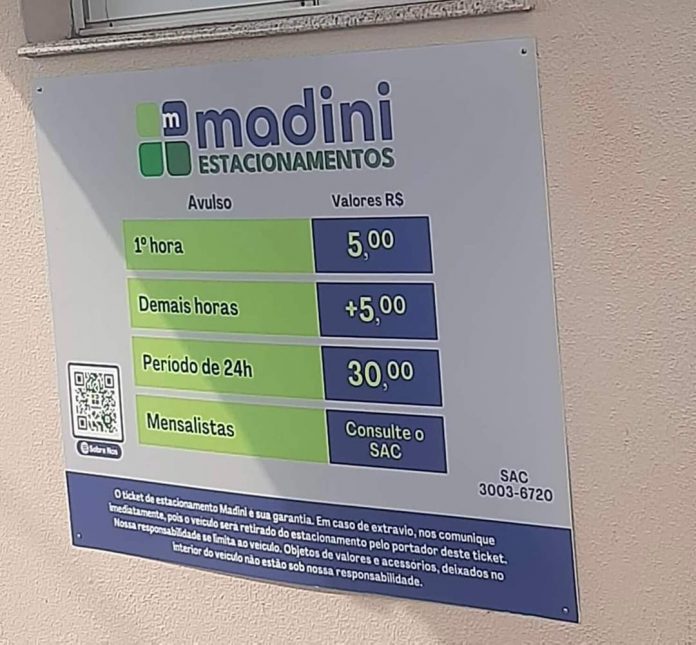 m madini
ESTACIONAMENTOS
Avulso Valores R$
1º hora 5,00
Demais horas +5,00
Período de 24h 30,00
Mensalistas Consulte o
SAC
Sobre Nós
SAC
3003-6720
O ticket de estacionamento Madini é sua garantia. Em caso de extravio, nos comunique
imediatamente, pois o veículo será retirado do estacionamento pelo portador deste ticket.
Nossa responsabilidade se limita ao veículo. Objetos de valores e acessórios, deixados no
interior do veículo não estão sob nossa responsabilidade.